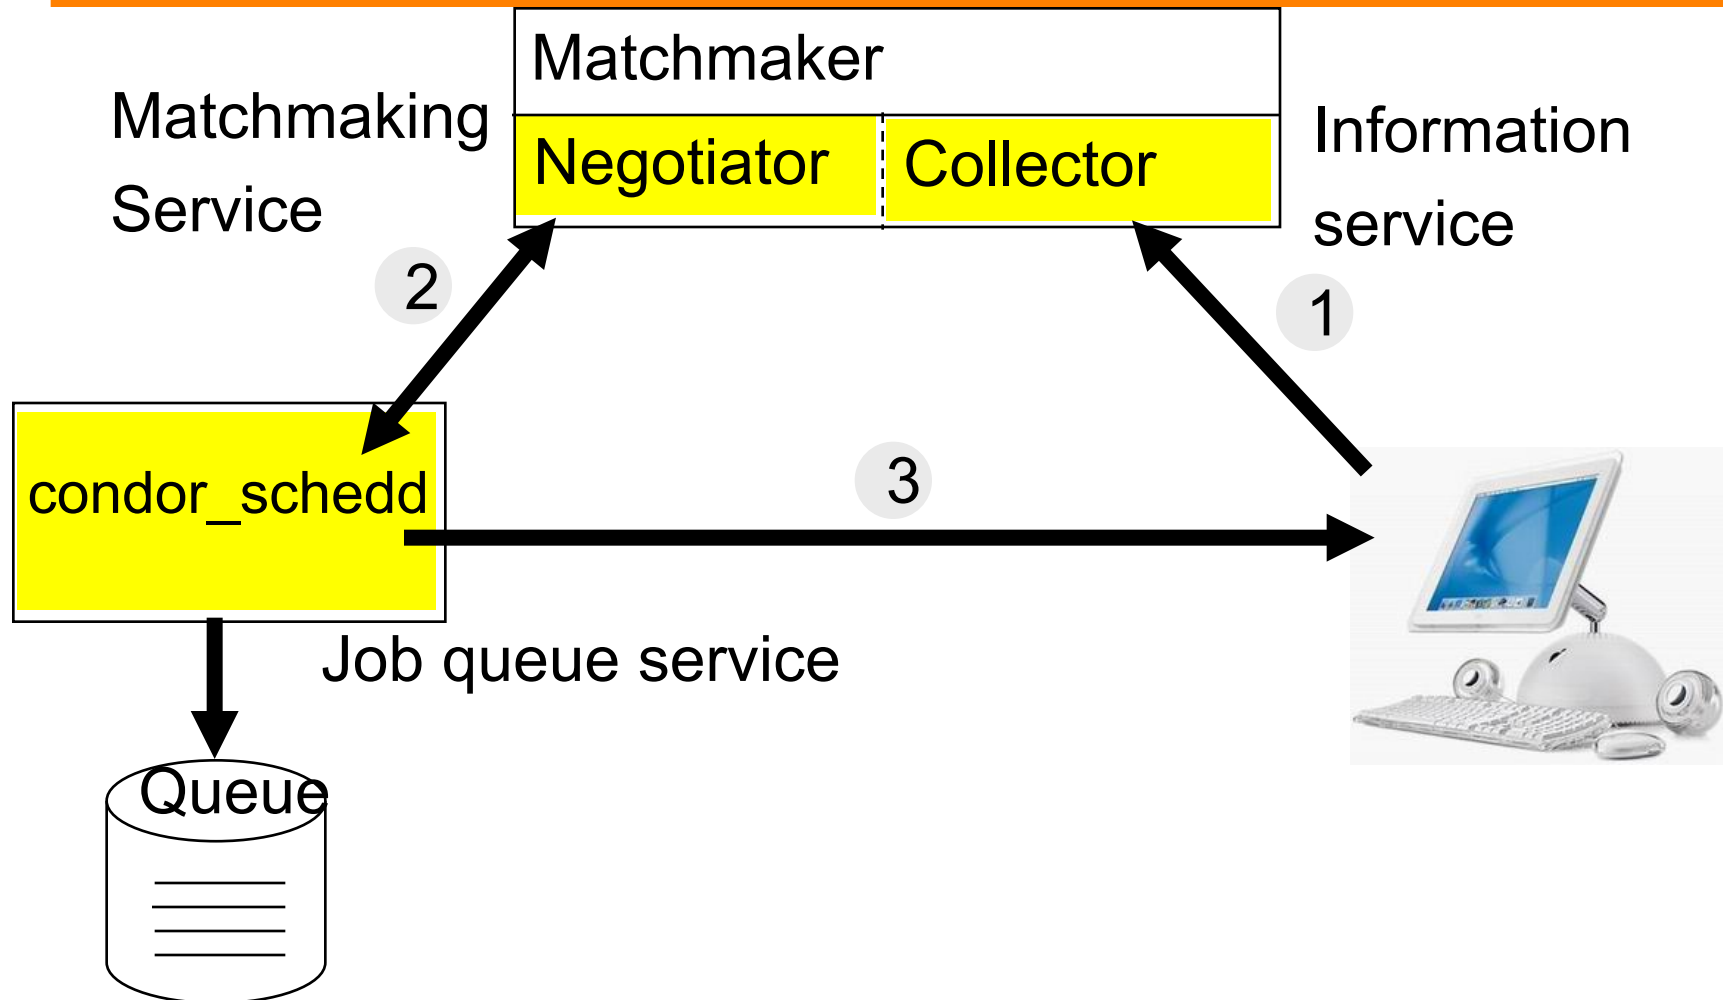 Matchmaker
Matchmaking
Service
Negotiator
Collector
Information
service
2
1
condor_schedd
3
Job queue service
Queue